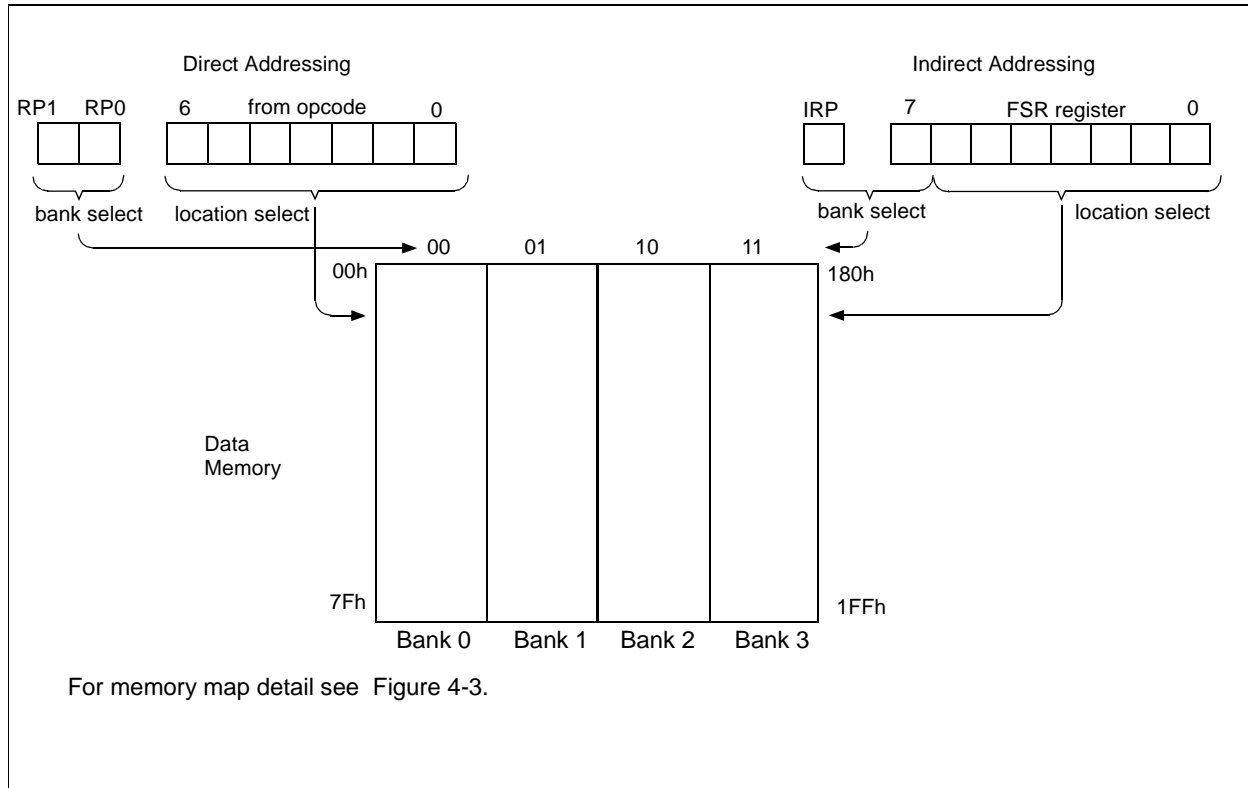 Direct Addressing
Indirect Addressing
RP1 RP0 6 from opcode 0
IRP 7 FSR register 0
bank select location select
bank select location select
00 01 10 11
00h
180h
Data
Memory
7Fh
1FFh
Bank 0 Bank 1 Bank 2 Bank 3
For memory map detail see Figure 4-3.